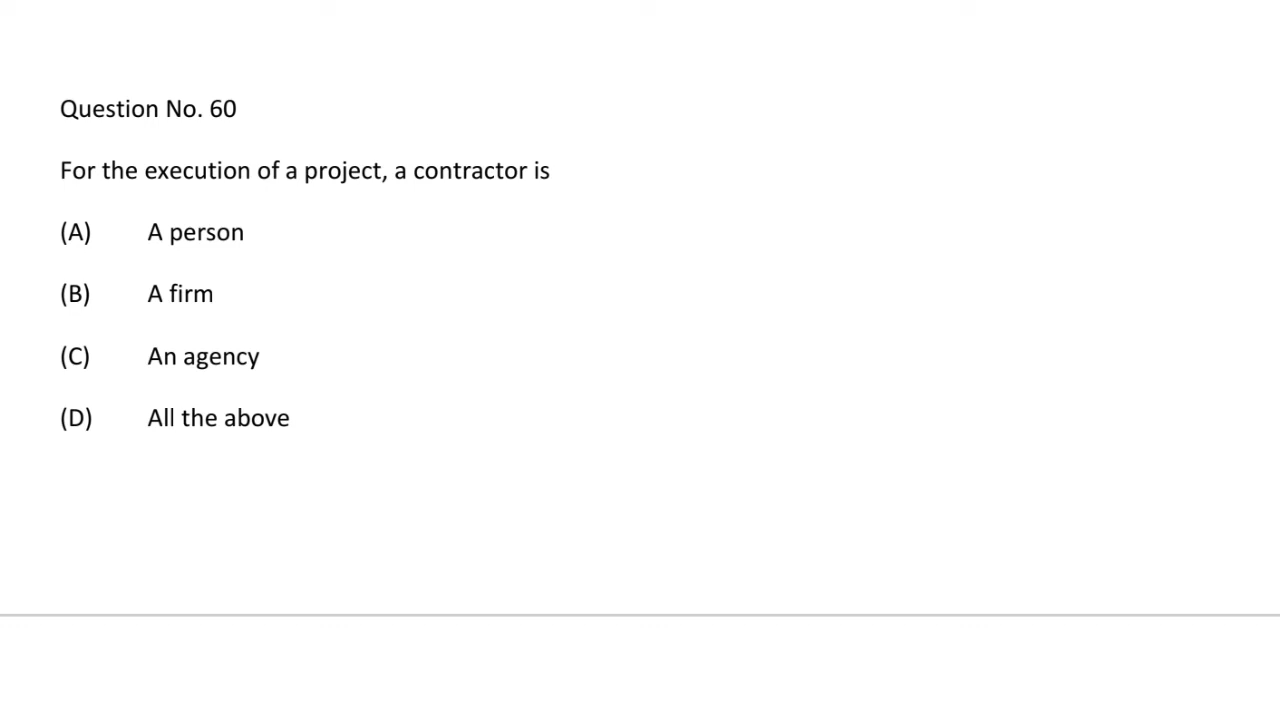 Question No. 60
For the execution of a project, a contractor is
(A) A person
(B) A firm
(C) An agency
(D) All the above